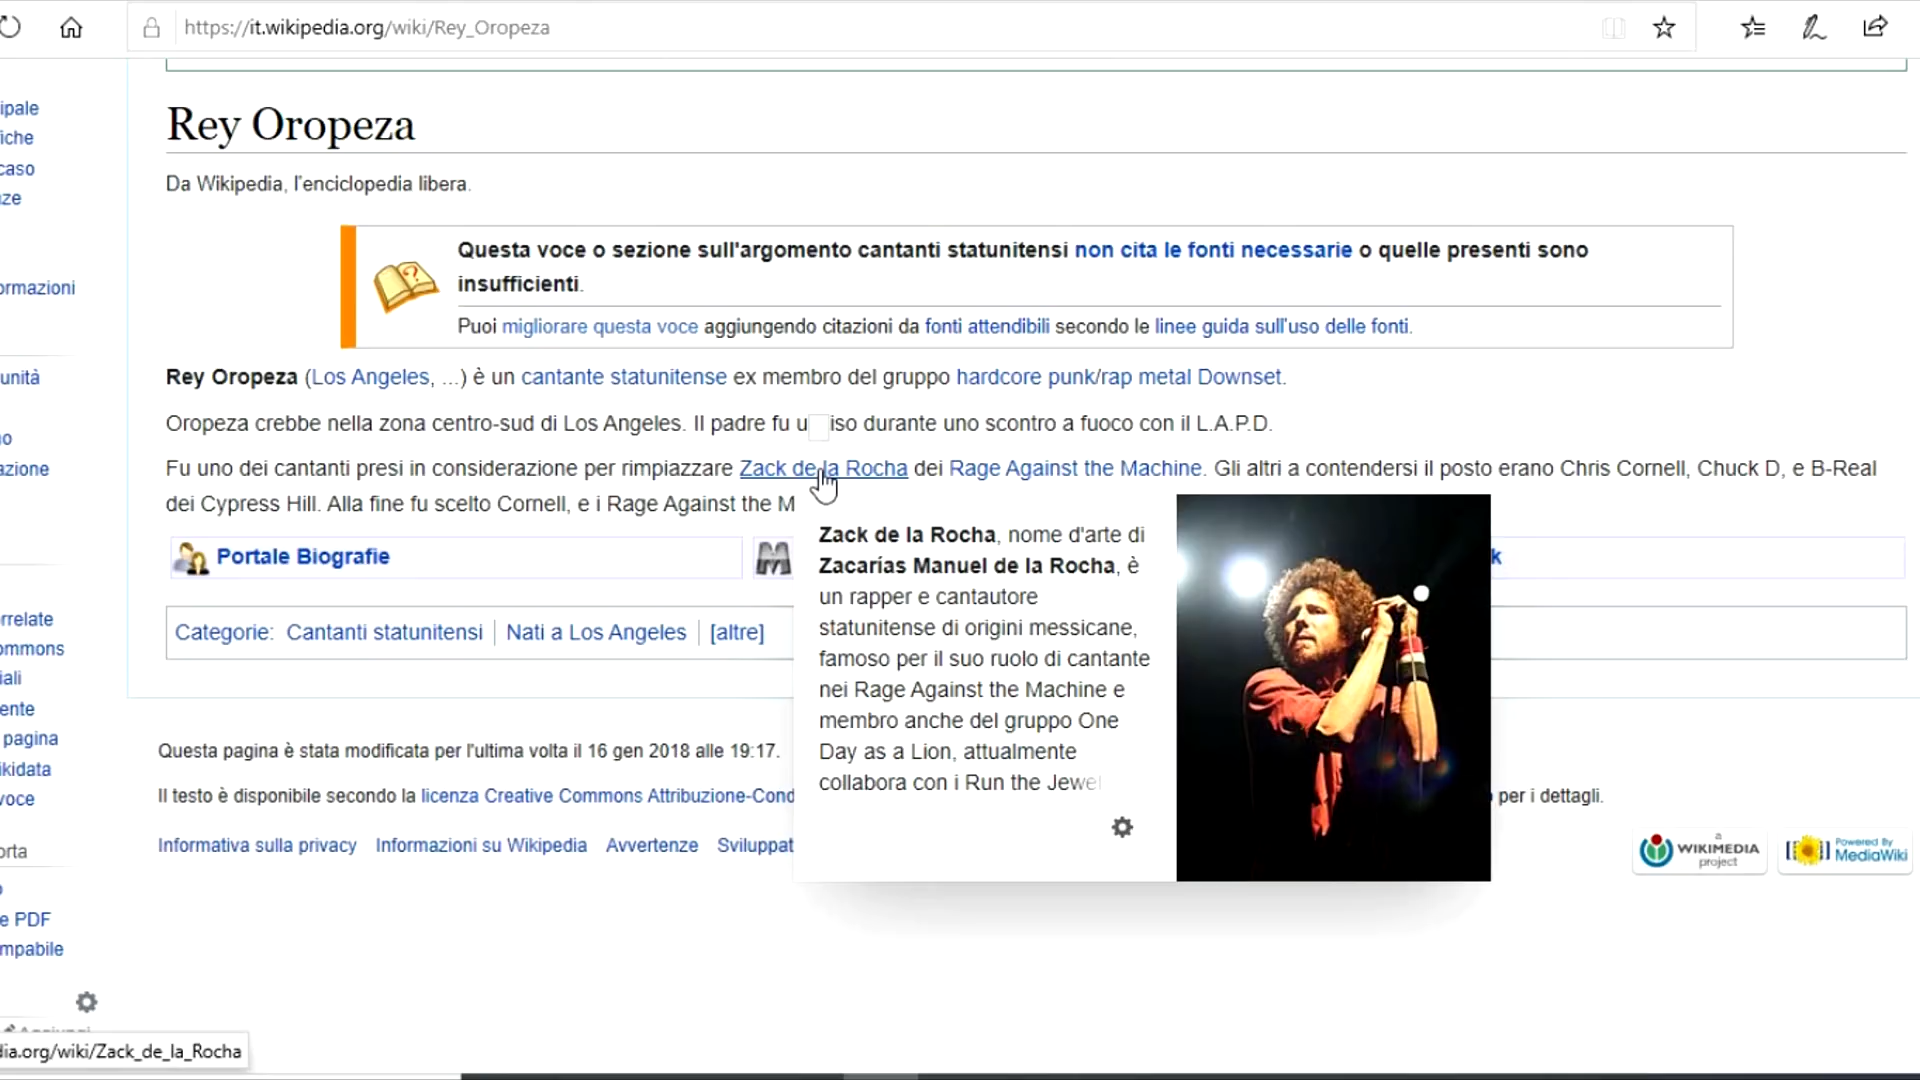 https://it.wikipedia.org/wiki/Rey_Oropeza
Rey Oropeza
Da Wikipedia, l'enciclopedia libera.
Questa voce o sezione sull'argomento cantanti statunitensi non cita le fonti necessarie o quelle presenti sono
insufficienti.
Puoi migliorare questa voce aggiungendo citazioni da fonti attendibili secondo le linee guida sull'uso delle fonti.
Rey Oropeza (Los Angeles, ...) è un cantante statunitense ex membro del gruppo hardcore punk/rap metal Downset.
Oropeza crebbe nella zona centro-sud di Los Angeles. Il padre fu u iso durante uno scontro a fuoco con il L.A.P.D.
Fu uno dei cantanti presi in considerazione per rimpiazzare Zack de la Rocha dei Rage Against the Machine. Gli altri a contendersi il posto erano Chris Cornell, Chuck D, e B-Real
dei Cypress Hill. Alla fine fu scelto Cornell, e i Rage Against the M
Zack de la Rocha, nome d'arte di
Zacarías Manuel de la Rocha, è
un rapper e cantautore
statunitense di origini messicane,
famoso per il suo ruolo di cantante
nei Rage Against the Machine e
membro anche del gruppo One
Day as a Lion, attualmente
collabora con i Run the Jewel
Portale Biografie
k
Categorie: Cantanti statunitensi | Nati a Los Angeles | [altre]
Questa pagina è stata modificata per l'ultima volta il 16 gen 2018 alle 19:17.
Il testo è disponibile secondo la licenza Creative Commons Attribuzione-Cond
per i dettagli.
Informativa sulla privacy Informazioni su Wikipedia Avvertenze Sviluppat
a
WIKIMEDIA
project
Powered By
MediaWiki
ipale
iche
caso
ze
ormazioni
unità
o
azione
rrelate
ommons
iali
ente
pagina
ikidata
voce
orta
o
e PDF
mpabile
dia.org/wiki/Zack_de_la_Rocha